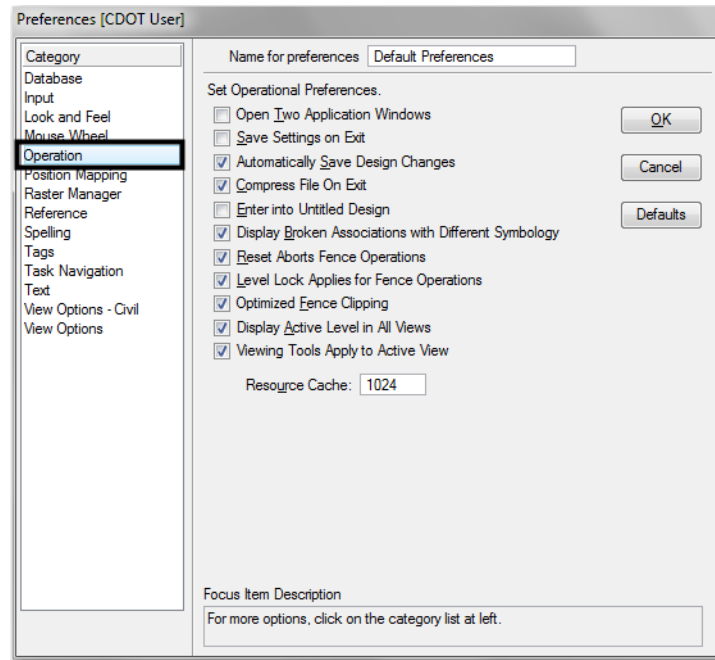 Preferences [CDOT User]
Category
Database
Input
Look and Feel
Mouse Wheel
Operation
Position Mapping
Raster Manager
Reference
Spelling
Tags
Task Navigation
Text
View Options - Civil
View Options
Name for preferences Default Preferences
Set Operational Preferences.
Open Two Application Windows
Save Settings on Exit
Automatically Save Design Changes
Compress File On Exit
Enter into Untitled Design
Display Broken Associations with Different Symbology
Reset Aborts Fence Operations
Level Lock Applies for Fence Operations
Optimized Fence Clipping
Display Active Level in All Views
Viewing Tools Apply to Active View
Resource Cache: 1024
OK
Cancel
Defaults
Focus Item Description
For more options, click on the category list at left.